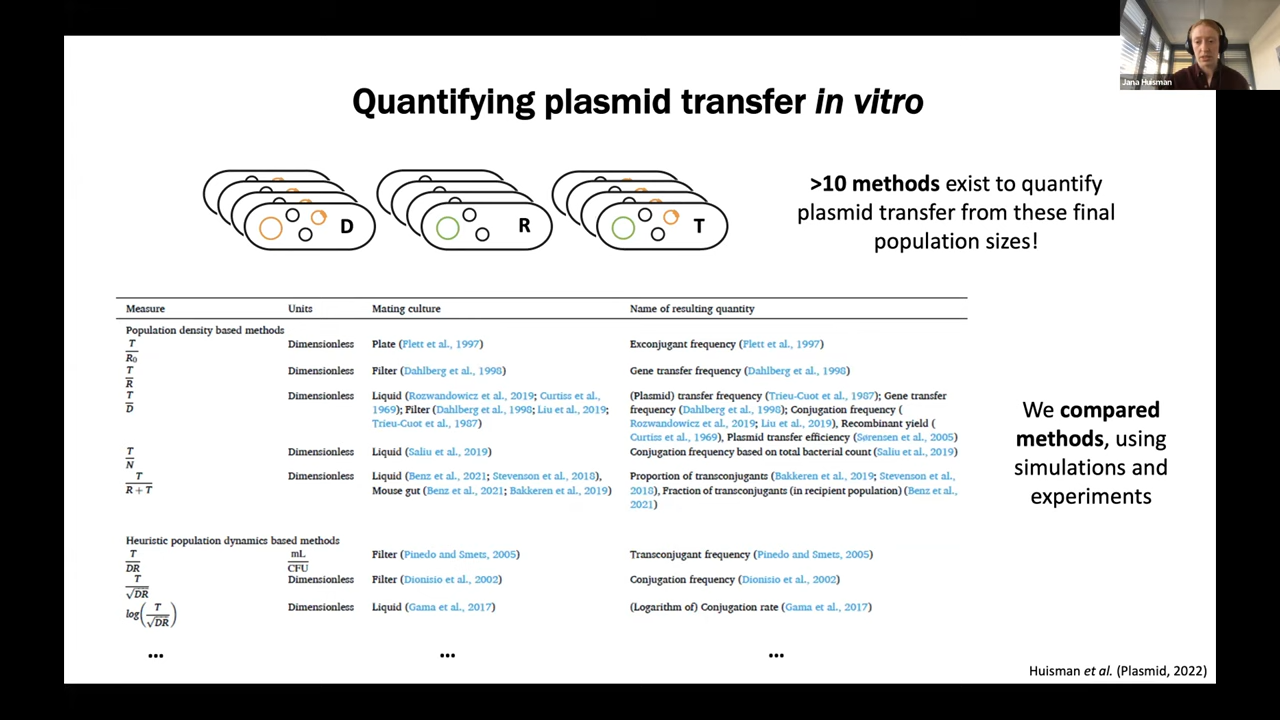 Jana Huisman
Quantifying plasmid transfer in vitro
D
R
T
>10 methods exist to quantify
plasmid transfer from these final
population sizes!
Measure Units Mating culture Name of resulting quantity
Population density based methods
T/R₀ Dimensionless Plate (Flett et al., 1997) Exconjugant frequency (Flett et al., 1997)
T/R Dimensionless Filter (Dahlberg et al., 1998) Gene transfer frequency (Dahlberg et al., 1998)
T/D Dimensionless Liquid (Rozwandowicz et al., 2019; Curtiss et al., (Plasmid) transfer frequency (Trieu-Cuot et al., 1987); Gene transfer
1969); Filter (Dahlberg et al., 1998; Liu et al., 2019; frequency (Dahlberg et al., 1998); Conjugation frequency (
Trieu-Cuot et al., 1987) Rozwandowicz et al., 2019; Liu et al., 2019), Recombinant yield (
Curtiss et al., 1969), Plasmid transfer efficiency (Sørensen et al., 2005)
T/N Dimensionless Liquid (Saliu et al., 2019) Conjugation frequency based on total bacterial count (Saliu et al., 2019)
T/(R + T) Dimensionless Liquid (Benz et al., 2021; Stevenson et al., 2018), Proportion of transconjugants (Bakkeren et al., 2019; Stevenson et al.,
Mouse gut (Benz et al., 2021; Bakkeren et al., 2019) 2018), Fraction of transconjugants (in recipient population) (Benz et al.,
2021)
Heuristic population dynamics based methods
T/DR mL/CFU Filter (Pinedo and Smets, 2005) Transconjugant frequency (Pinedo and Smets, 2005)
T/√DR Dimensionless Filter (Dionisio et al., 2002) Conjugation frequency (Dionisio et al., 2002)
log(T/√DR) Dimensionless Liquid (Gama et al., 2017) (Logarithm of) Conjugation rate (Gama et al., 2017)
... ... ...
We compared
methods, using
simulations and
experiments
Huisman et al. (Plasmid, 2022)